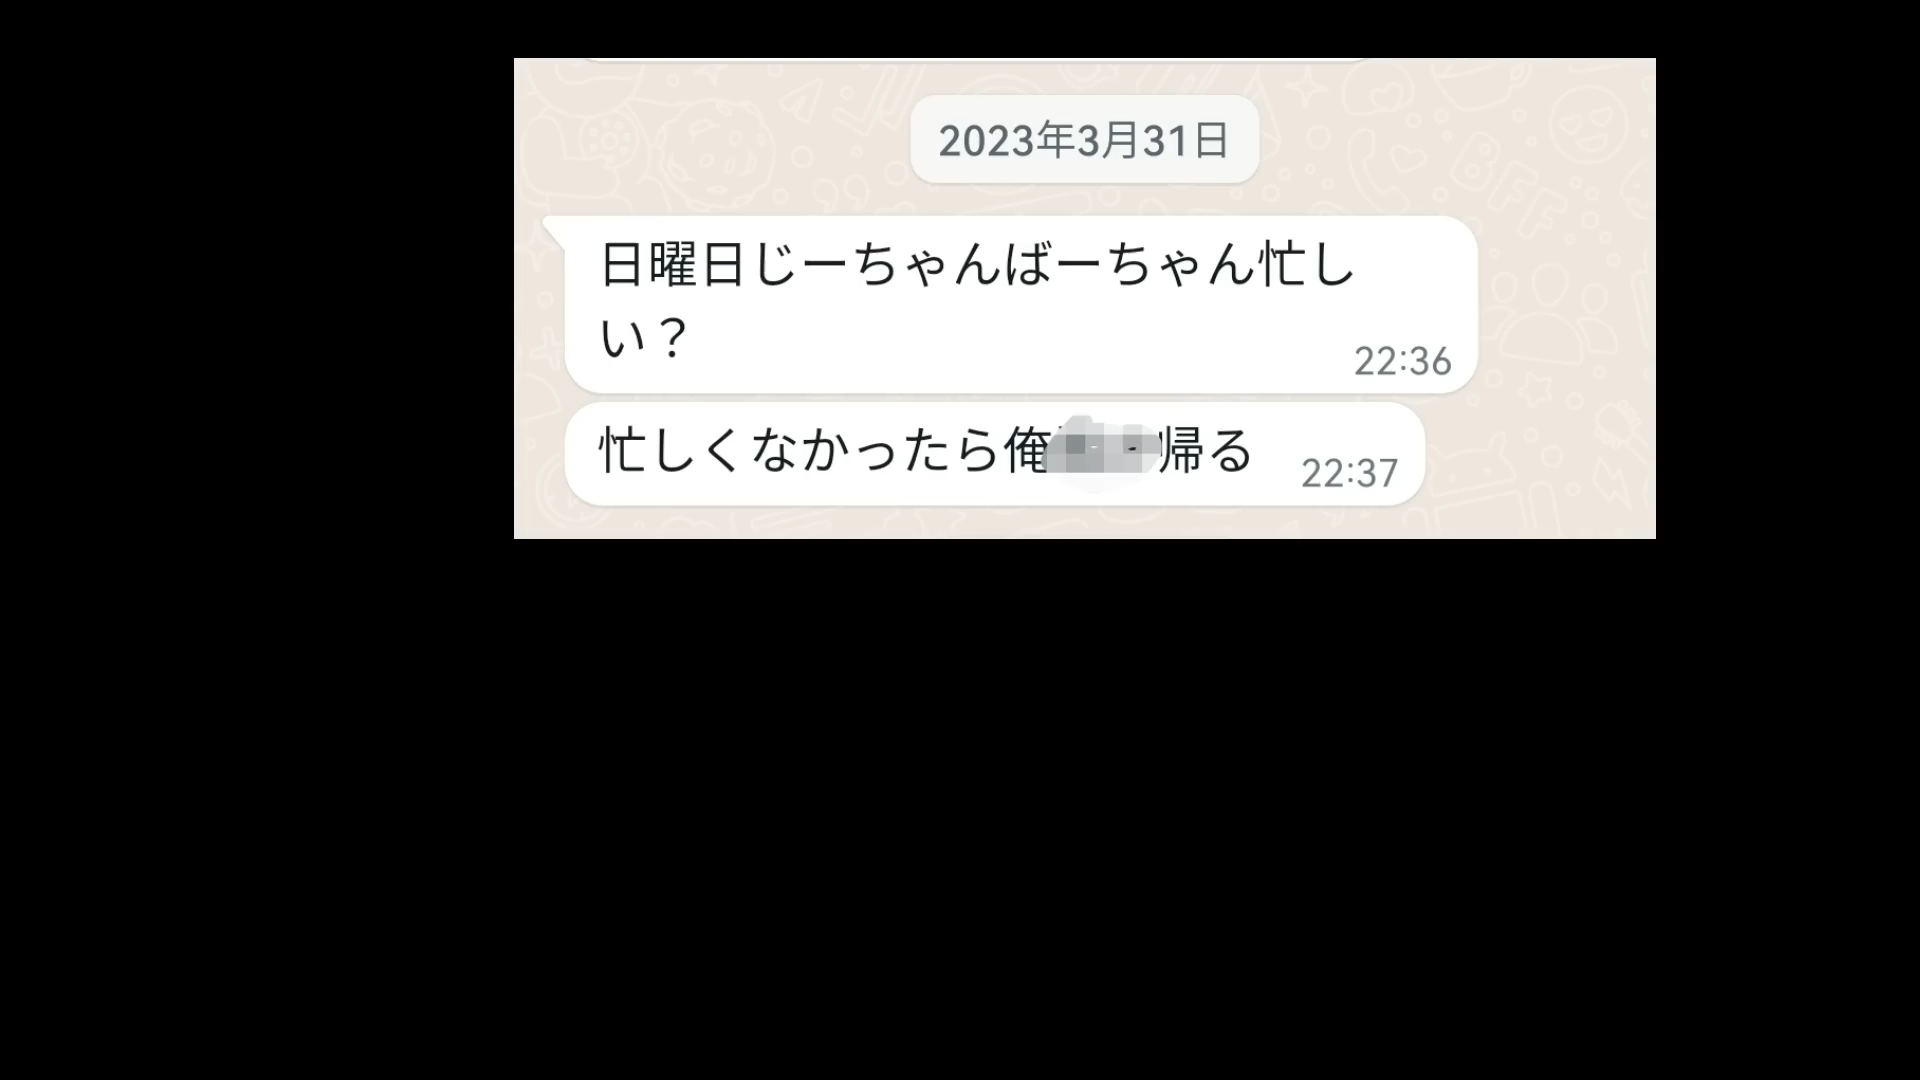 2023年3月31日
日曜日じーちゃんばーちゃん忙し
い？
22:36
忙しくなかったら俺 帰る
22:37